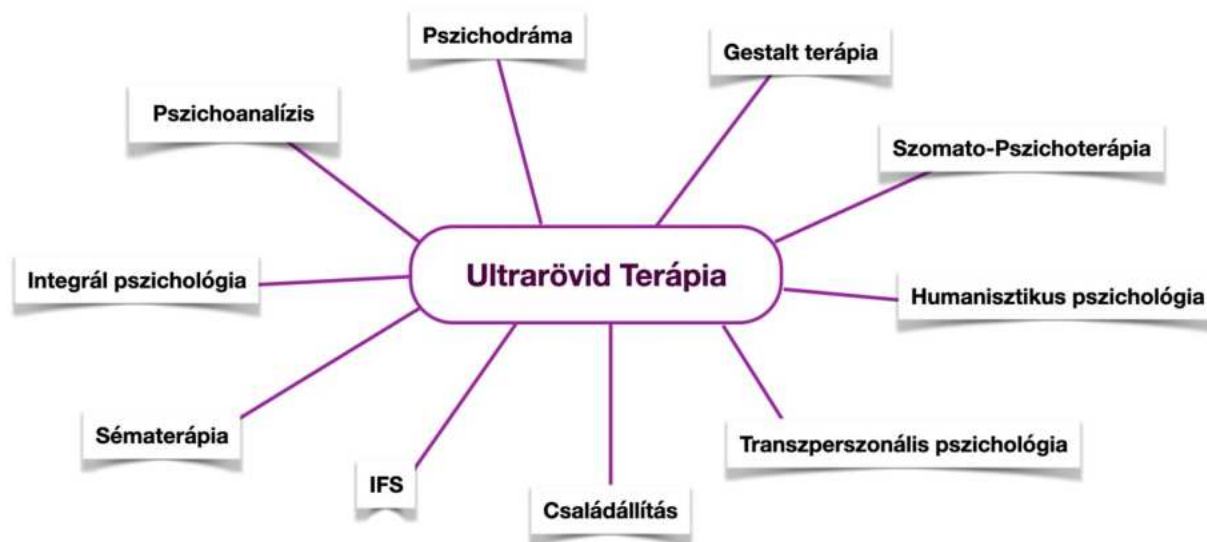 Pszichodráma
Gestalt terápia
Pszichoanalízis
Szomato-Pszichoterápia
Ultrarövid Terápia
Integrál pszichológia
Humanisztikus pszichológia
Sématerápia
Transzperszonális pszichológia
IFS
Családállítás